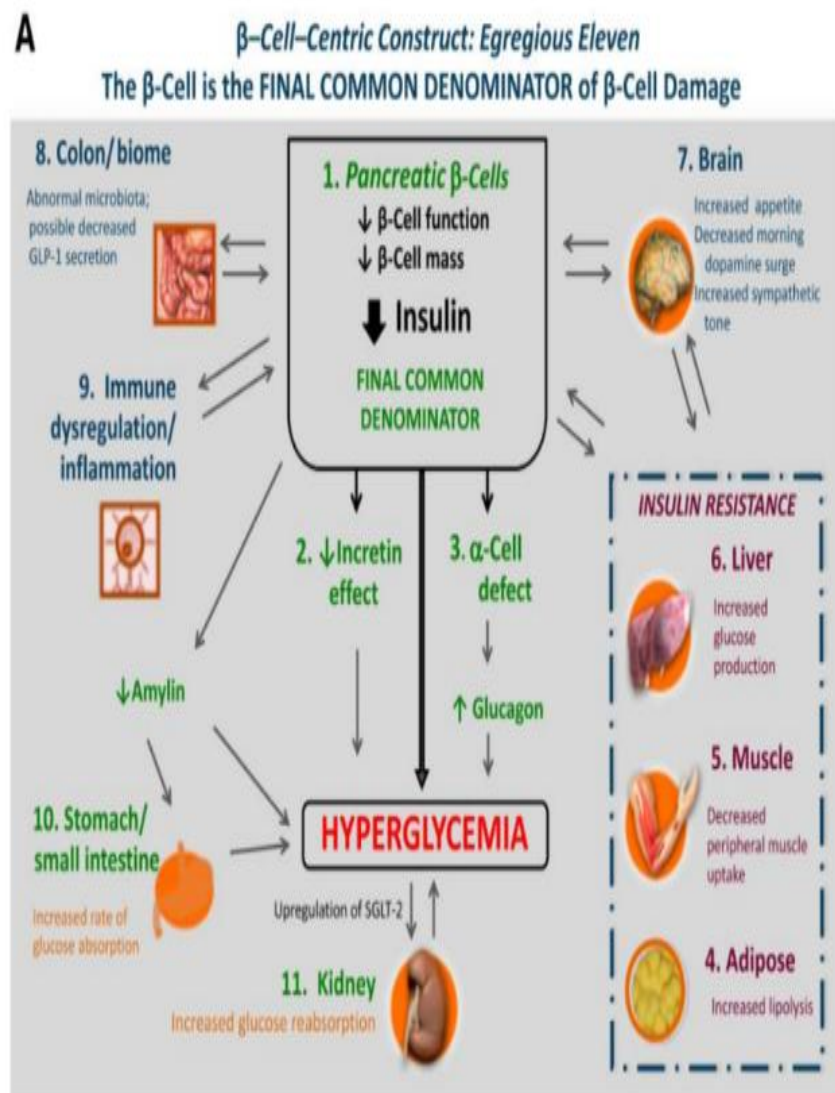 A
β–Cell–Centric Construct: Egregious Eleven
The β-Cell is the FINAL COMMON DENOMINATOR of β-Cell Damage
8. Colon/biome
Abnormal microbiota;
possible decreased
GLP-1 secretion
1. Pancreatic β-Cells
↓ β-Cell function
↓ β-Cell mass
↓ Insulin
FINAL COMMON
DENOMINATOR
7. Brain
Increased appetite
Decreased morning
dopamine surge
Increased sympathetic
tone
9. Immune
dysregulation/
inflammation
2. ↓Incretin
effect
3. α-Cell
defect
↑ Glucagon
INSULIN RESISTANCE
6. Liver
Increased
glucose
production
5. Muscle
Decreased
peripheral muscle
uptake
4. Adipose
Increased lipolysis
↓Amylin
10. Stomach/
small intestine
Increased rate of
glucose absorption
HYPERGLYCEMIA
Upregulation of SGLT-2
11. Kidney
Increased glucose reabsorption